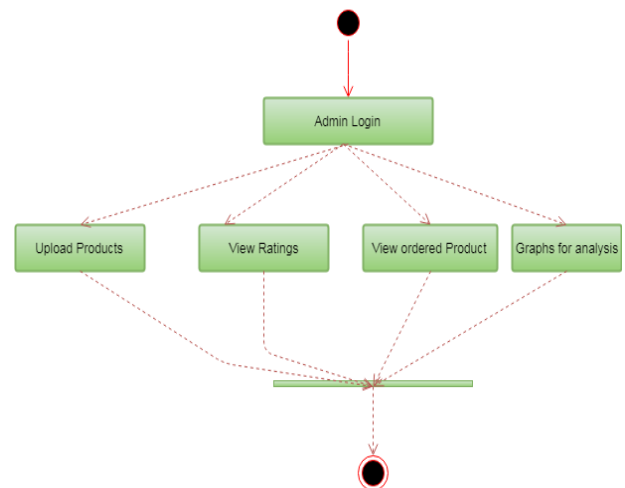 Admin Login
Upload Products
View Ratings
View ordered Product
Graphs for analysis